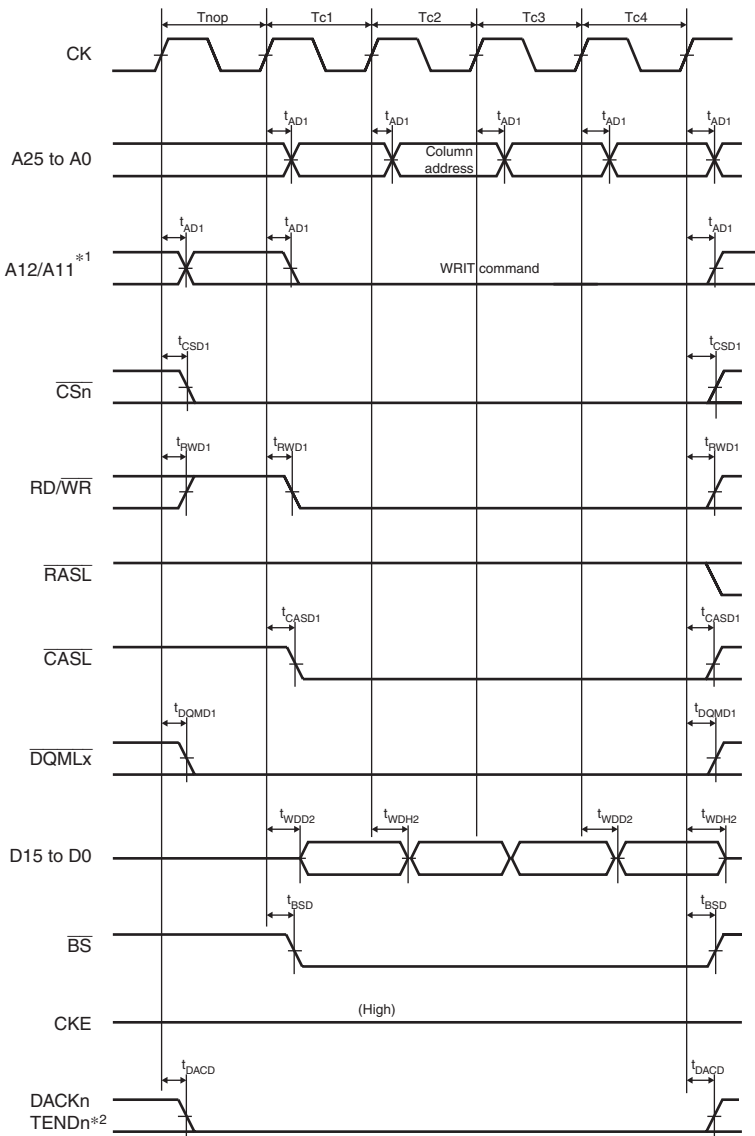 Tnop Tc1 Tc2 Tc3 Tc4
CK
tAD1 tAD1 tAD1 tAD1 tAD1
A25 to A0
Column
address
tAD1 tAD1 tAD1
A12/A11*1
WRIT command
tCSD1 tCSD1
CSn
tRWD1 tRWD1 tRWD1
RD/WR
RASL
tCASD1 tCASD1
CASL
tDQMD1 tDQMD1
DQMLx
tWDD2 tWDH2 tWDD2 tWDH2
D15 to D0
tBSD tBSD
BS
(High)
CKE
tDACD tDACD
DACKn
TENDn*2